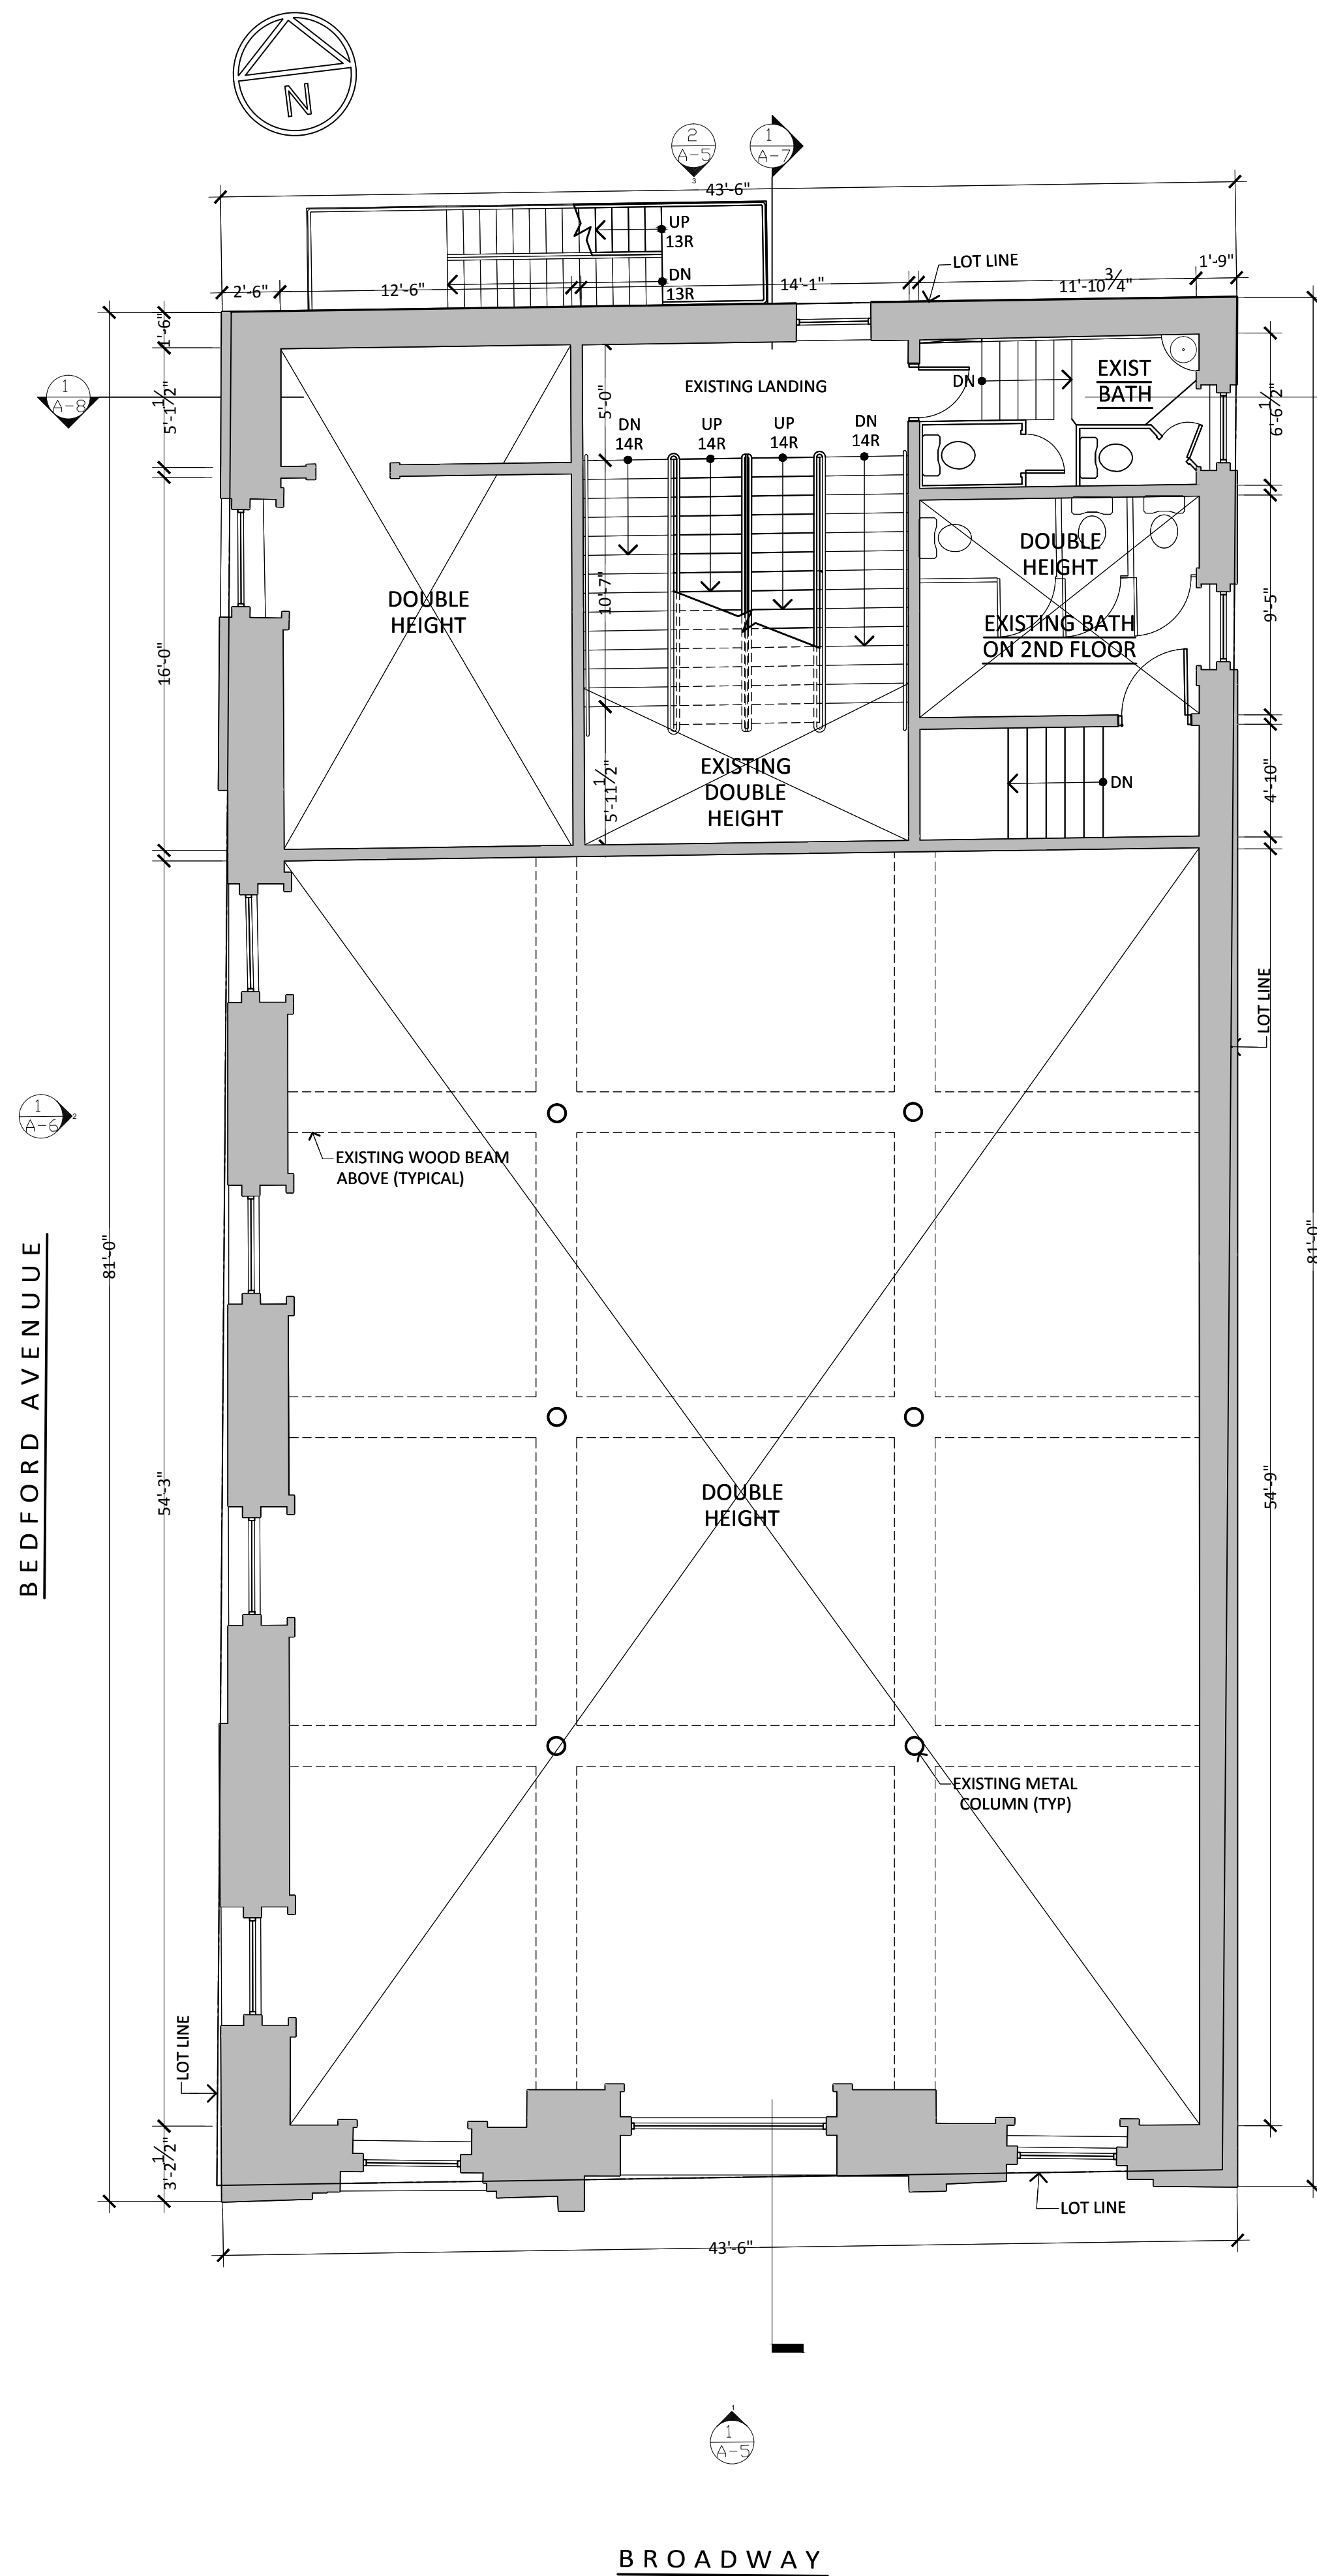 N
2
A-5
3
1
A-7
43'-6"
UP
13R
DN
13R
LOT LINE
2'-6"
12'-6"
14'-1"
11'-10 3/4"
1'-9"
1'-6"
5'-1 1/2"
1
A-8
EXISTING LANDING
5'-0"
DN
14R
UP
14R
UP
14R
DN
14R
DN
EXIST
BATH
6'-6 1/2"
DOUBLE
HEIGHT
EXISTING BATH
ON 2ND FLOOR
9'-5"
DOUBLE
HEIGHT
10'-7"
16'-0"
EXISTING
DOUBLE
HEIGHT
5'-11 1/2"
DN
4'-10"
LOT LINE
1
A-6
2
EXISTING WOOD BEAM
ABOVE (TYPICAL)
BEDFORD AVENUUE
81'-0"
54'-3"
81'-0"
54'-9"
DOUBLE
HEIGHT
EXISTING METAL
COLUMN (TYP)
LOT LINE
3'-2 1/2"
LOT LINE
43'-6"
1
1
A-5
BROADWAY